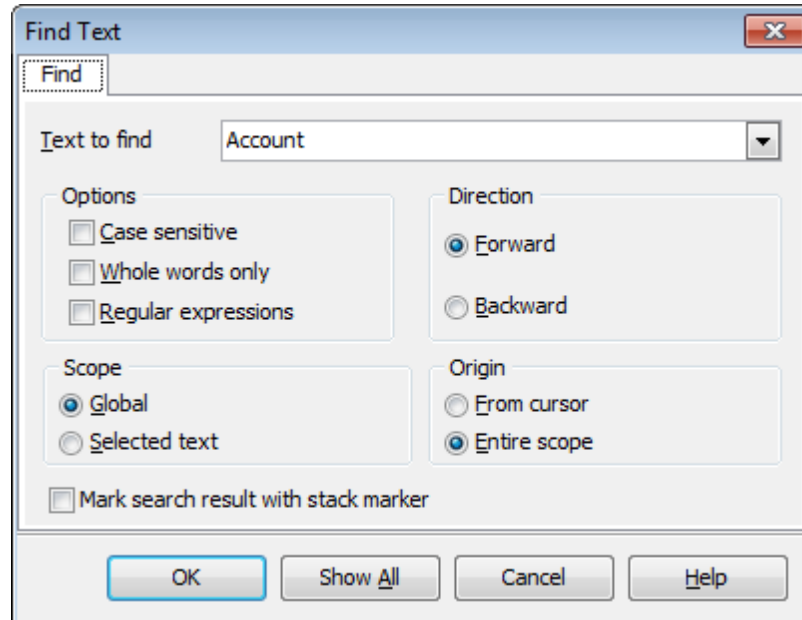 Find Text
Find
Text to find
Account
Options
Case sensitive
Whole words only
Regular expressions
Direction
Forward
Backward
Scope
Global
Selected text
Origin
From cursor
Entire scope
Mark search result with stack marker
OK
Show All
Cancel
Help